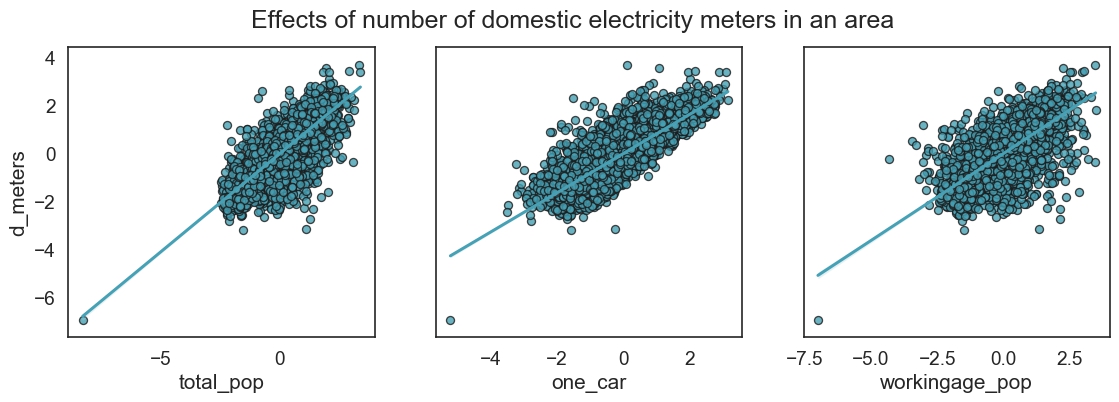 Effects of number of domestic electricity meters in an area
d_meters
4
2
0
−2
−4
−6
−5 0
total_pop
−4 −2 0 2
one_car
−7.5 −5.0 −2.5 0.0 2.5
workingage_pop